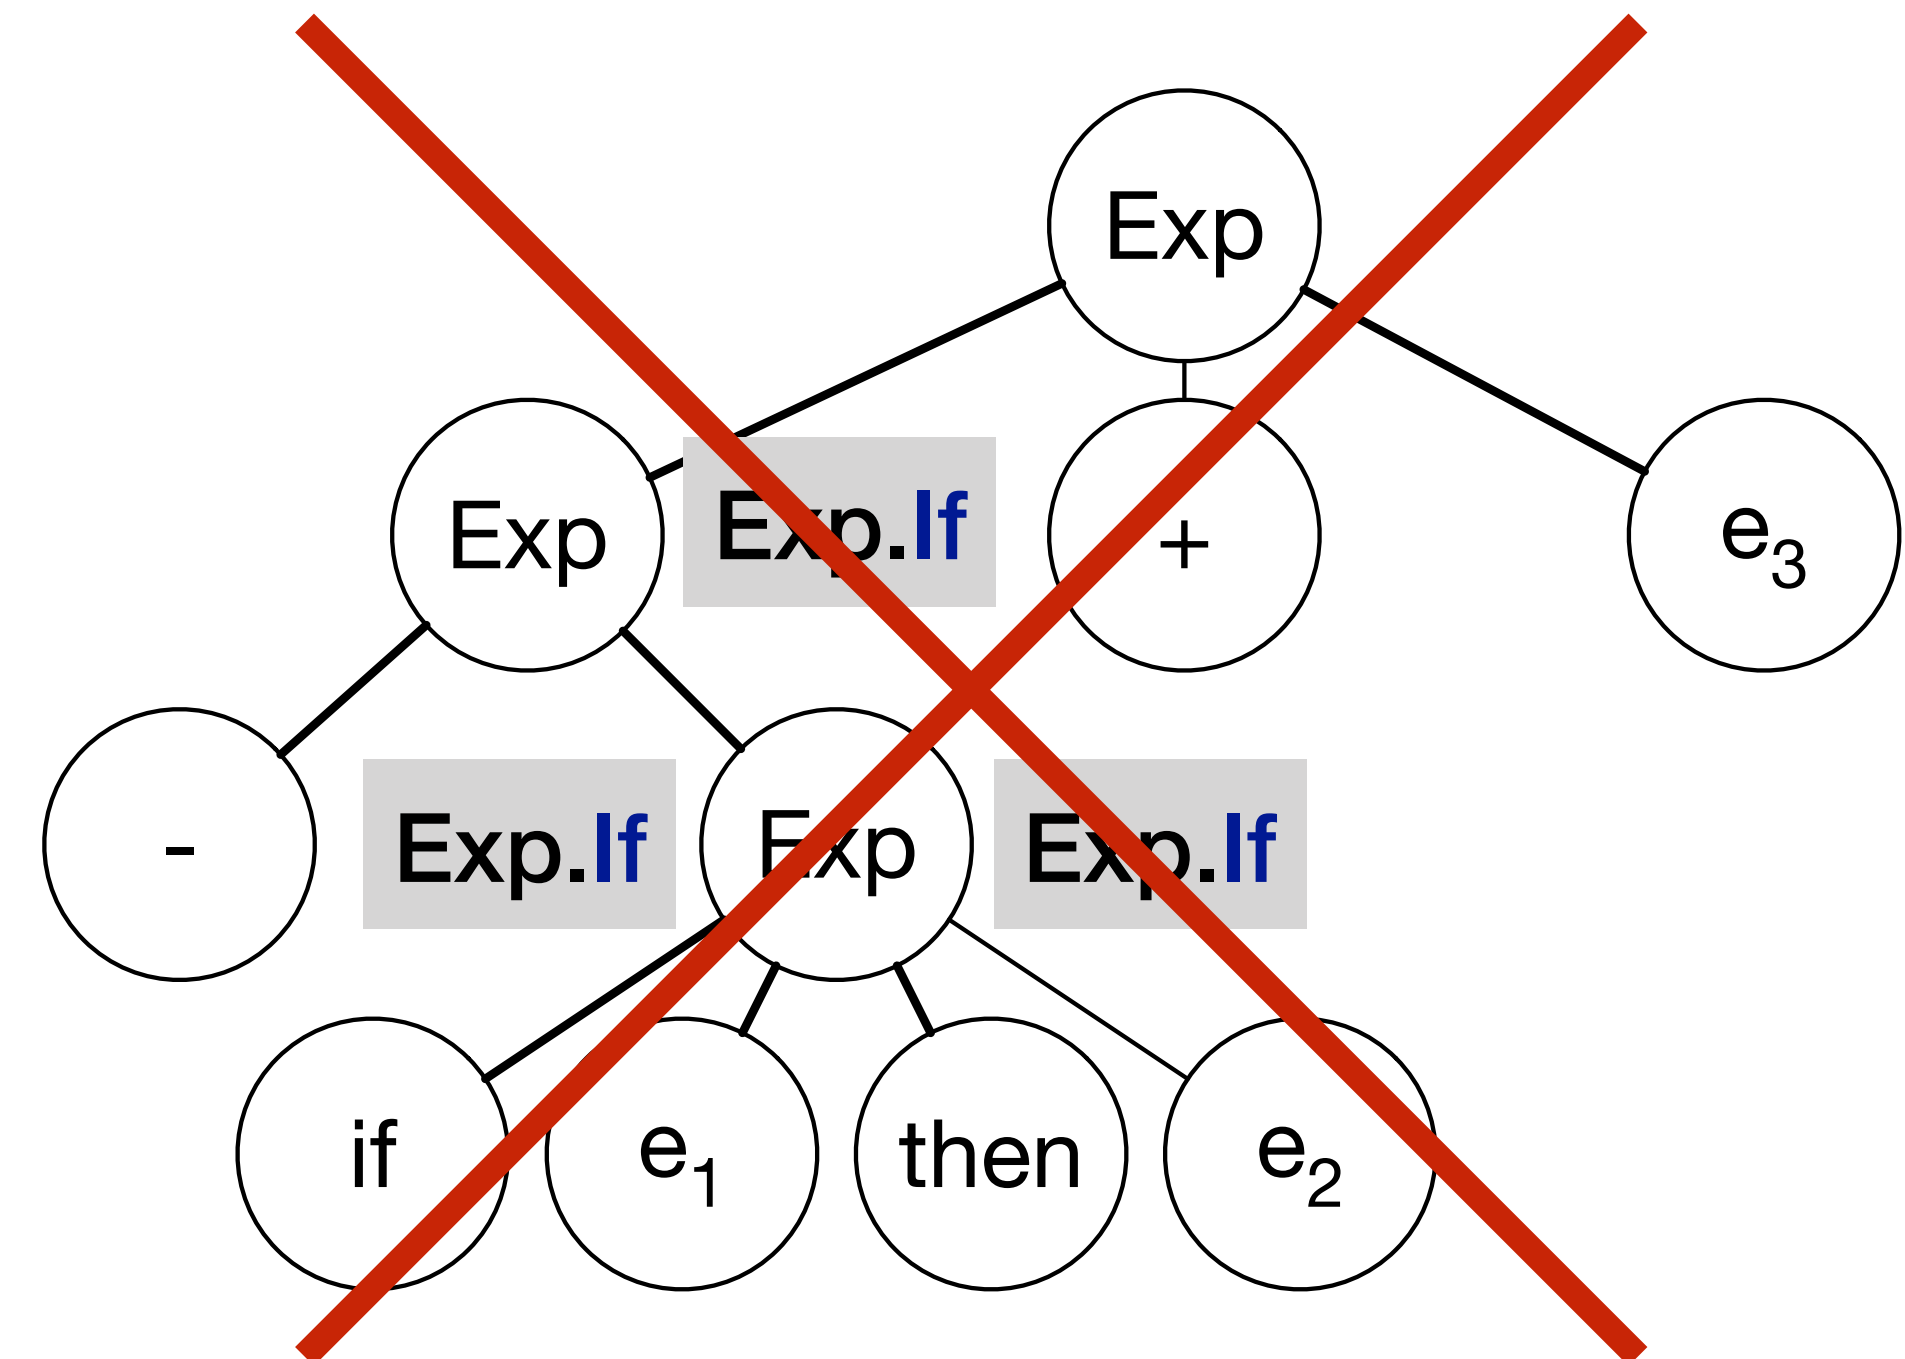 Exp
Exp Exp.If + e₃
- Exp.If Exp Exp.If
if e₁ then e₂